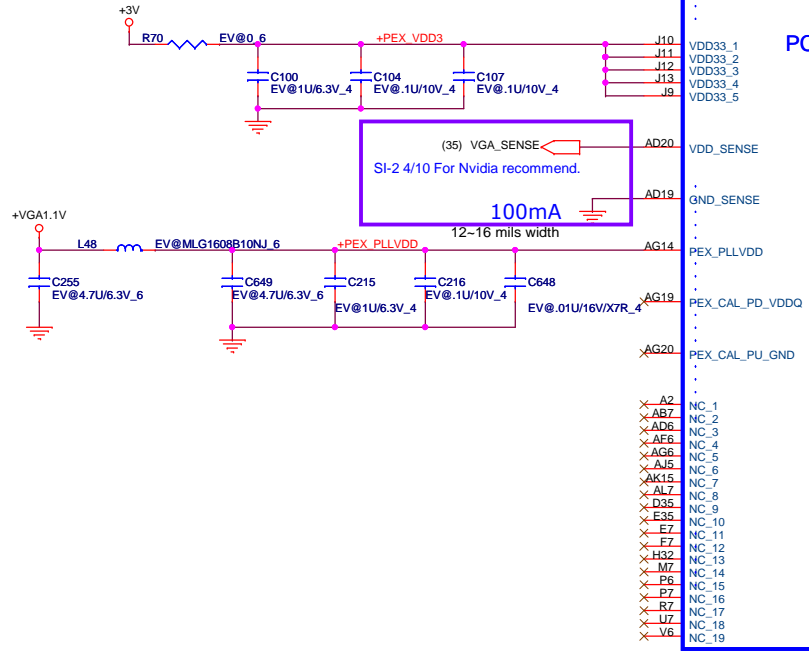 +3V
R70 EV@0_6 +PEX_VDD3
C100
EV@1U/6.3V_4
C104
EV@.1U/10V_4
C107
EV@.1U/10V_4
J10 VDD33_1
J11 VDD33_2
J12 VDD33_3
J13 VDD33_4
J9 VDD33_5
PC
(35) VGA_SENSE
AD20 VDD_SENSE
SI-2 4/10 For Nvidia recommend.
AD19 GND_SENSE
100mA
12~16 mils width
+VGA1.1V
L48 EV@MLG1608B10NJ_6 +PEX_PLLVDD
AG14 PEX_PLLVDD
C255
EV@4.7U/6.3V_6
C649
EV@4.7U/6.3V_6
C215
EV@1U/6.3V_4
C216
EV@.1U/10V_4
C648
EV@.01U/16V/X7R_4
AG19 PEX_CAL_PD_VDDQ
AG20 PEX_CAL_PU_GND
A2 NC_1
AB7 NC_2
AD6 NC_3
AF6 NC_4
AG6 NC_5
AJ5 NC_6
AK15 NC_7
AL7 NC_8
D35 NC_9
E35 NC_10
E7 NC_11
F7 NC_12
H32 NC_13
M7 NC_14
P6 NC_15
P7 NC_16
R7 NC_17
U7 NC_18
V6 NC_19